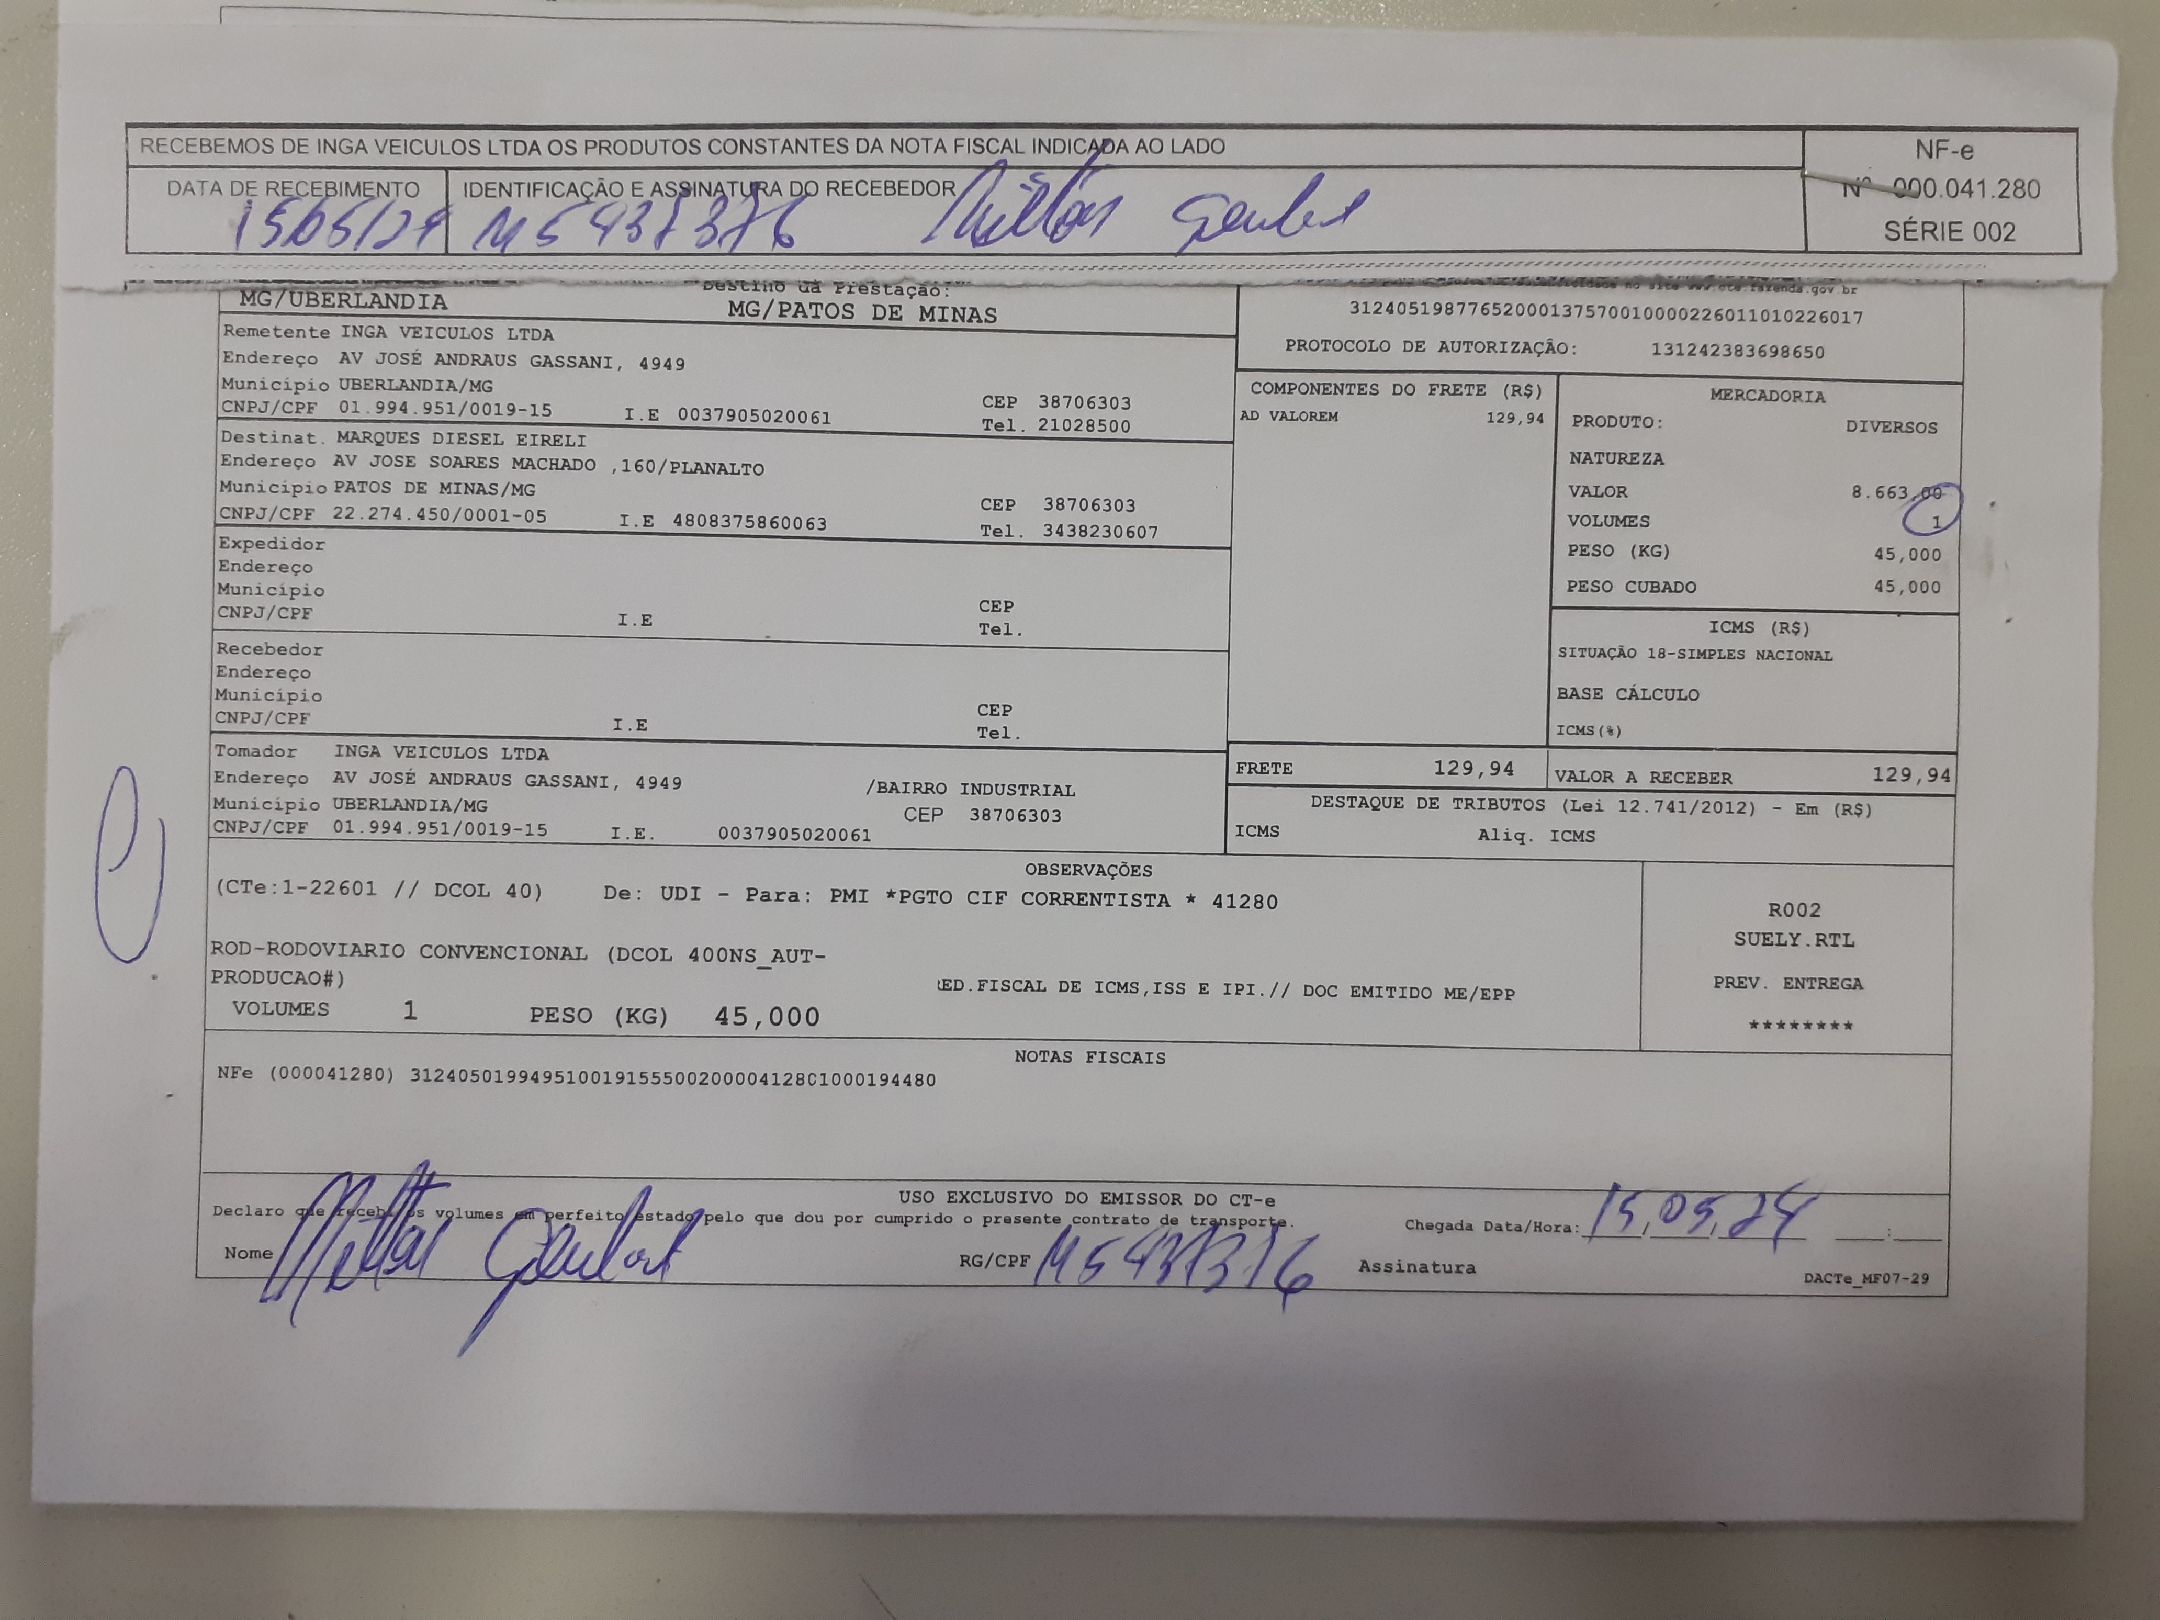 RECEBEMOS DE INGA VEICULOS LTDA OS PRODUTOS CONSTANTES DA NOTA FISCAL INDICADA AO LADO
NF-e
Nº 000.041.280
SÉRIE 002
DATA DE RECEBIMENTO
15/05/24
IDENTIFICAÇÃO E ASSINATURA DO RECEBEDOR
Destino da Prestação:
MG/UBERLANDIA
MG/PATOS DE MINAS
no site www.cte.fazenda.gov.br
31240519877652000137570010000226011010226017
PROTOCOLO DE AUTORIZAÇÃO: 131242383698650
Remetente INGA VEICULOS LTDA
Endereço AV JOSÉ ANDRAUS GASSANI, 4949
Município UBERLANDIA/MG CEP 38706303
CNPJ/CPF 01.994.951/0019-15 I.E 0037905020061 Tel. 21028500
Destinat. MARQUES DIESEL EIRELI
Endereço AV JOSE SOARES MACHADO ,160/PLANALTO
Município PATOS DE MINAS/MG CEP 38706303
CNPJ/CPF 22.274.450/0001-05 I.E 4808375860063 Tel. 3438230607
Expedidor
Endereço
Município CEP
CNPJ/CPF I.E Tel.
Recebedor
Endereço
Município CEP
CNPJ/CPF I.E Tel.
Tomador INGA VEICULOS LTDA
Endereço AV JOSÉ ANDRAUS GASSANI, 4949 /BAIRRO INDUSTRIAL
Município UBERLANDIA/MG CEP 38706303
CNPJ/CPF 01.994.951/0019-15 I.E. 0037905020061
COMPONENTES DO FRETE (R$)
AD VALOREM 129,94
MERCADORIA
PRODUTO: DIVERSOS
NATUREZA
VALOR 8.663,00
VOLUMES 1
PESO (KG) 45,000
PESO CUBADO 45,000
ICMS (R$)
SITUAÇÃO 18-SIMPLES NACIONAL
BASE CÁLCULO
ICMS(%)
FRETE 129,94
VALOR A RECEBER 129,94
DESTAQUE DE TRIBUTOS (Lei 12.741/2012) - Em (R$)
ICMS Aliq. ICMS
OBSERVAÇÕES
(CTe:1-22601 // DCOL 40) De: UDI - Para: PMI *PGTO CIF CORRENTISTA * 41280
ROD-RODOVIARIO CONVENCIONAL (DCOL 400NS_AUT-
PRODUCAO#)
ED.FISCAL DE ICMS,ISS E IPI.// DOC EMITIDO ME/EPP
VOLUMES 1 PESO (KG) 45,000
R002
SUELY.RTL
PREV. ENTREGA
********
NOTAS FISCAIS
NFe (000041280) 31240501994951001915550020000412801000194480
USO EXCLUSIVO DO EMISSOR DO CT-e
Declaro que recebi os volumes em perfeito estado pelo que dou por cumprido o presente contrato de transporte.
Chegada Data/Hora: 15,05,24 :
Nome
RG/CPF
Assinatura
DACTe_MF07-29